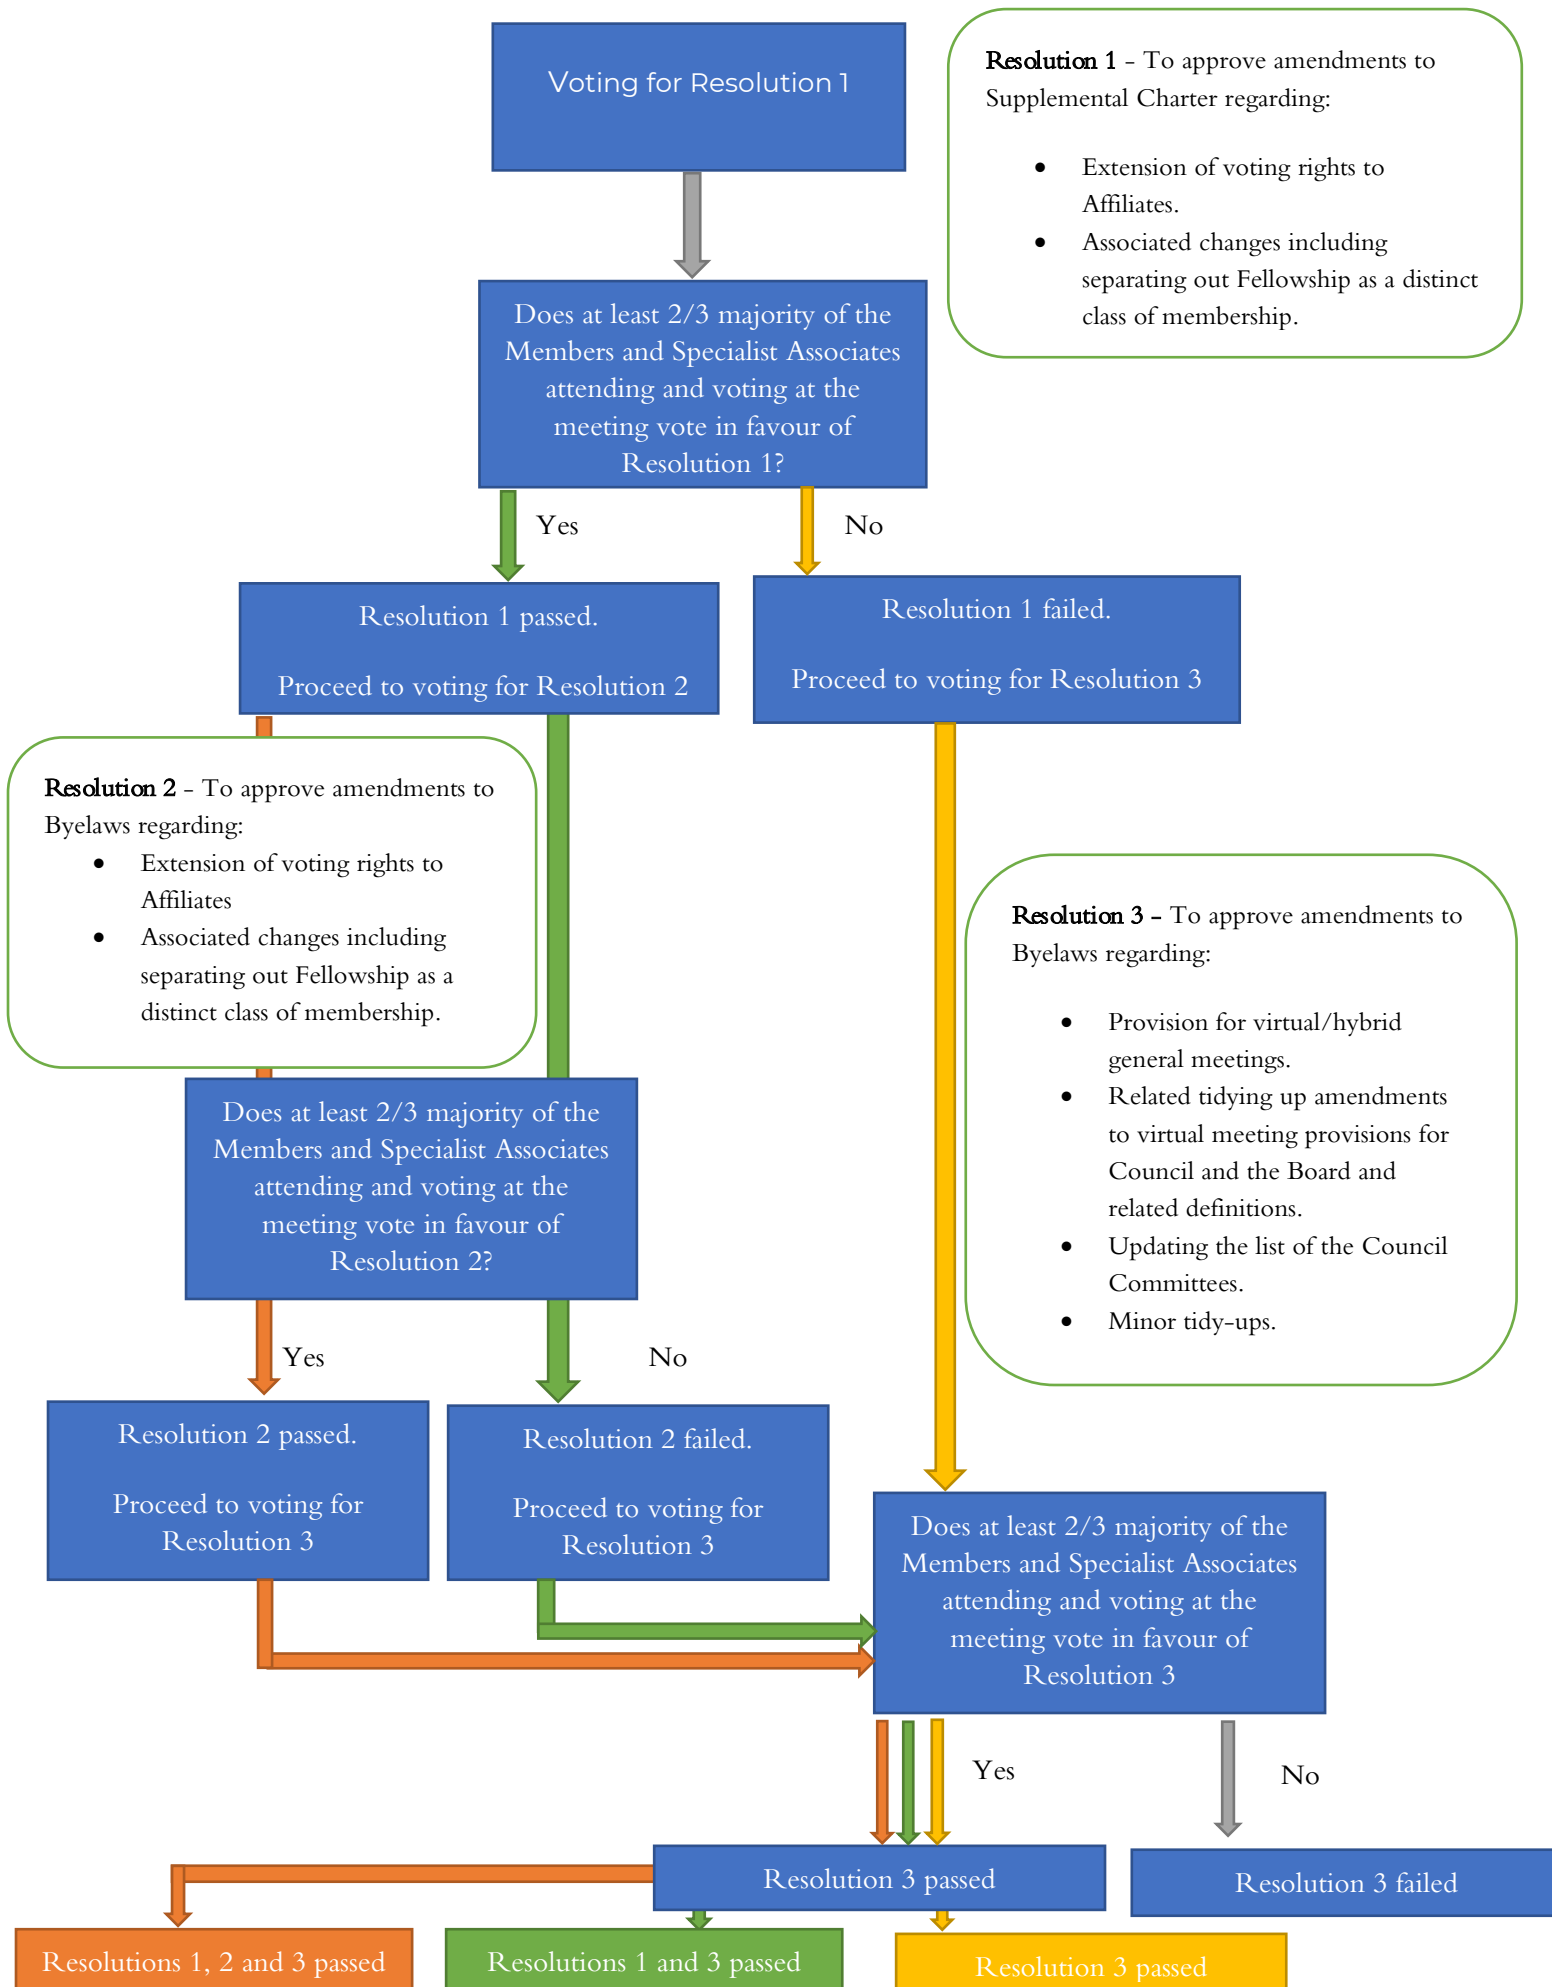 Voting for Resolution 1
Resolution 1 - To approve amendments to
Supplemental Charter regarding:
• Extension of voting rights to
Affiliates.
• Associated changes including
separating out Fellowship as a distinct
class of membership.
Does at least 2/3 majority of the
Members and Specialist Associates
attending and voting at the
meeting vote in favour of
Resolution 1?
Yes
No
Resolution 1 passed.
Proceed to voting for Resolution 2
Resolution 1 failed.
Proceed to voting for Resolution 3
Resolution 2 - To approve amendments to
Byelaws regarding:
• Extension of voting rights to
Affiliates
• Associated changes including
separating out Fellowship as a
distinct class of membership.
Resolution 3 – To approve amendments to
Byelaws regarding:
• Provision for virtual/hybrid
general meetings.
• Related tidying up amendments
to virtual meeting provisions for
Council and the Board and
related definitions.
• Updating the list of the Council
Committees.
• Minor tidy-ups.
Does at least 2/3 majority of the
Members and Specialist Associates
attending and voting at the
meeting vote in favour of
Resolution 2?
Yes
No
Resolution 2 passed.
Proceed to voting for
Resolution 3
Resolution 2 failed.
Proceed to voting for
Resolution 3
Does at least 2/3 majority of the
Members and Specialist Associates
attending and voting at the
meeting vote in favour of
Resolution 3
Yes
No
Resolution 3 passed
Resolution 3 failed
Resolutions 1, 2 and 3 passed
Resolutions 1 and 3 passed
Resolution 3 passed